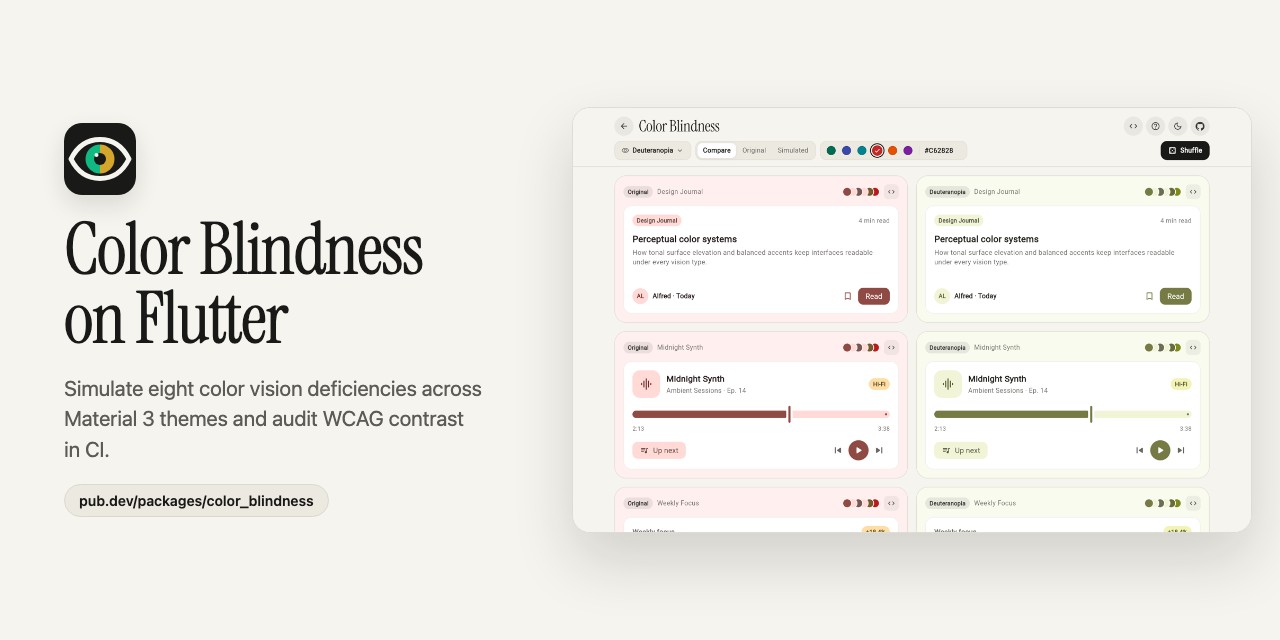 Color Blindness
on Flutter
Simulate eight color vision deficiencies across
Material 3 themes and audit WCAG contrast
in CI.
pub.dev/packages/color_blindness
Color Blindness
Deuteranopia
Compare
Original
Simulated
#C62828
Shuffle
Original Design Journal
Design Journal
4 min read
Perceptual color systems
How tonal surface elevation and balanced accents keep interfaces readable
under every vision type.
AL Alfred · Today
Read
Deuteranopia Design Journal
Design Journal
4 min read
Perceptual color systems
How tonal surface elevation and balanced accents keep interfaces readable
under every vision type.
AL Alfred · Today
Read
Original Midnight Synth
Midnight Synth
Ambient Sessions · Ep. 14
Hi-Fi
2:13
3:38
Up next
Deuteranopia Midnight Synth
Midnight Synth
Ambient Sessions · Ep. 14
Hi-Fi
2:13
3:38
Up next
Original Weekly Focus
Weekly focus
Deuteranopia Weekly Focus
Weekly focus